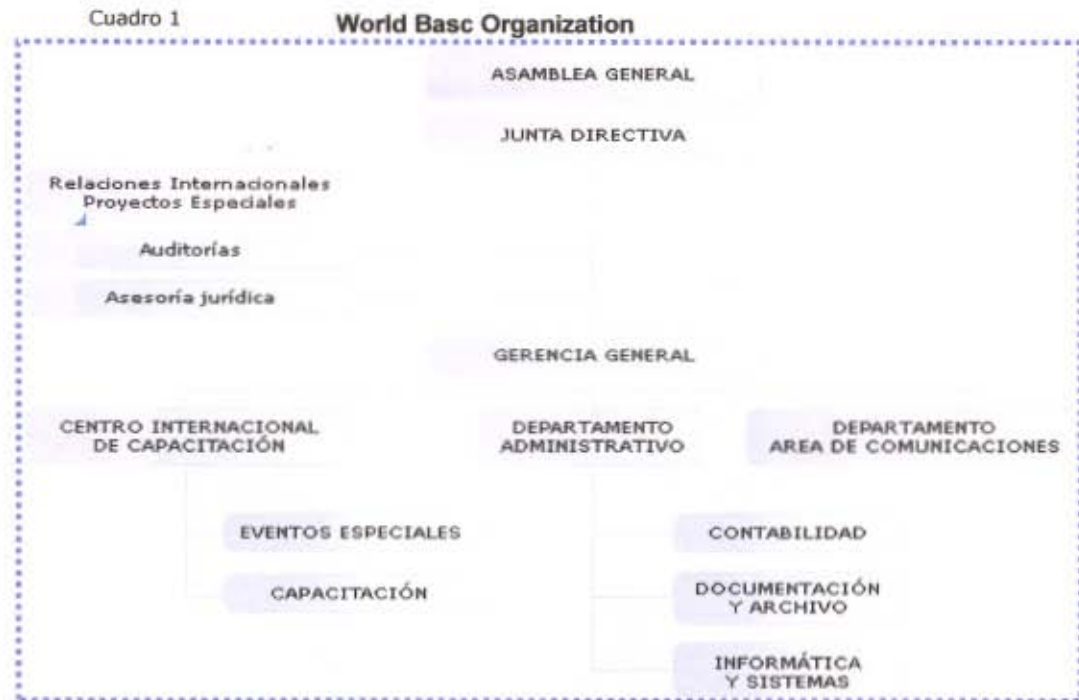 Cuadro 1
World Basc Organization
ASAMBLEA GENERAL
JUNTA DIRECTIVA
Relaciones Internacionales
Proyectos Especiales
Auditorías
Asesoría jurídica
GERENCIA GENERAL
CENTRO INTERNACIONAL
DE CAPACITACIÓN
EVENTOS ESPECIALES
CAPACITACIÓN
DEPARTAMENTO
ADMINISTRATIVO
CONTABILIDAD
DOCUMENTACIÓN
Y ARCHIVO
INFORMÁTICA
Y SISTEMAS
DEPARTAMENTO
AREA DE COMUNICACIONES